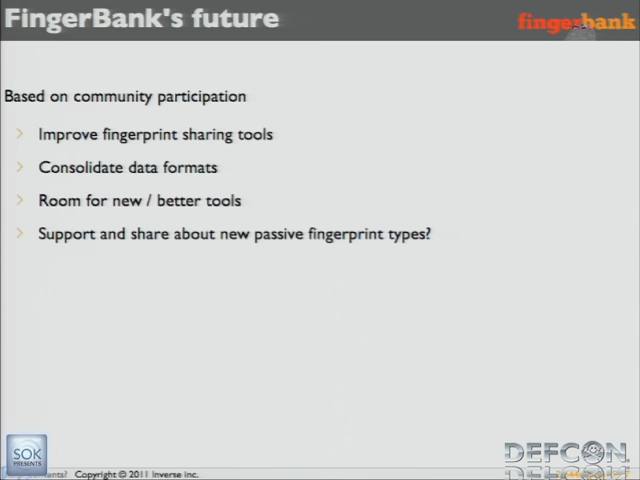 FingerBank's future
fingerbank
Based on community participation
Improve fingerprint sharing tools
Consolidate data formats
Room for new / better tools
Support and share about new passive fingerprint types?
SOK
PRESENTS
Copyright © 2011 Inverse inc.
DEFCON